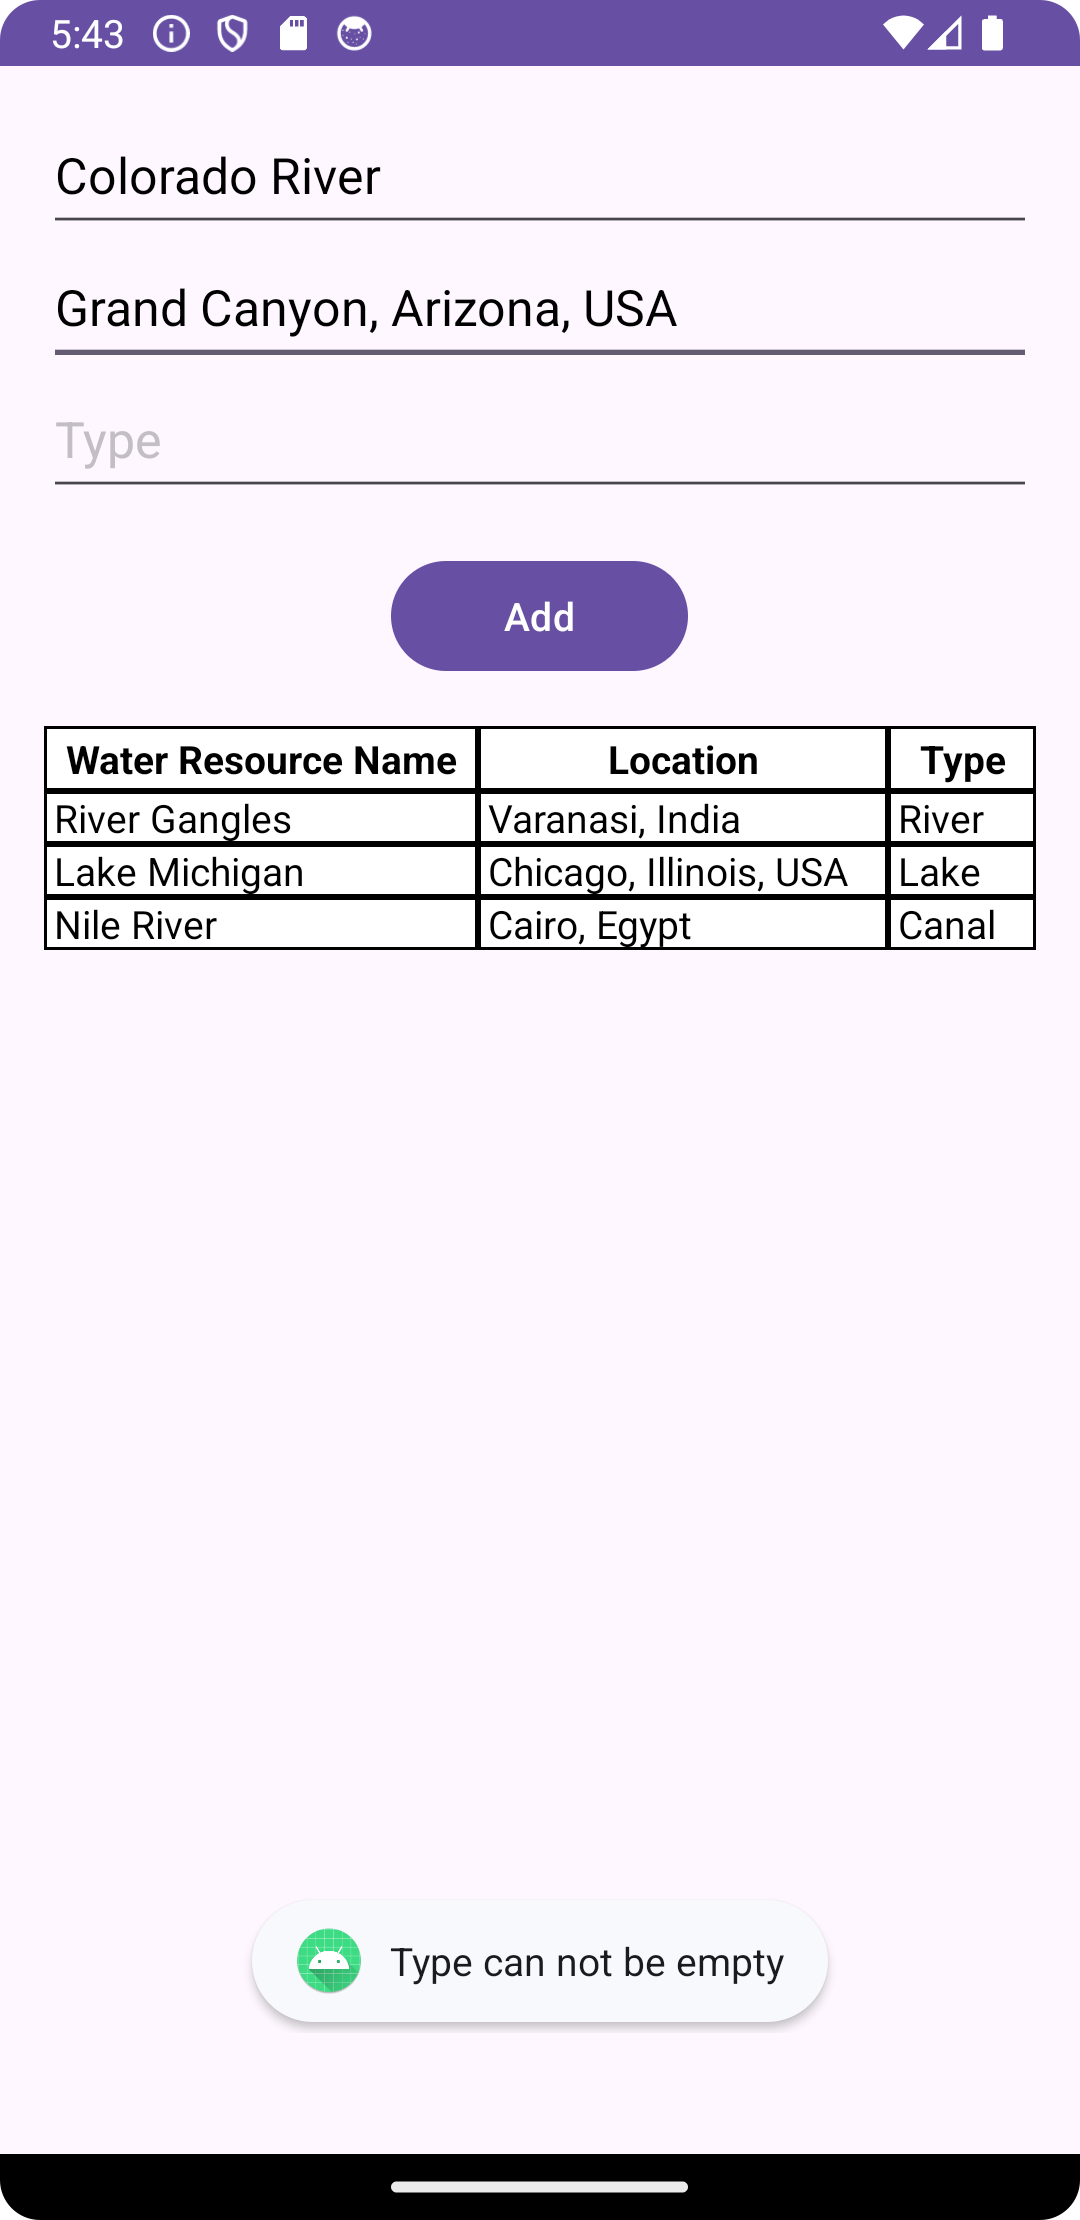 5:43
Colorado River
Grand Canyon, Arizona, USA
Type
Add
Water Resource Name Location Type
River Gangles Varanasi, India River
Lake Michigan Chicago, Illinois, USA Lake
Nile River Cairo, Egypt Canal
Type can not be empty